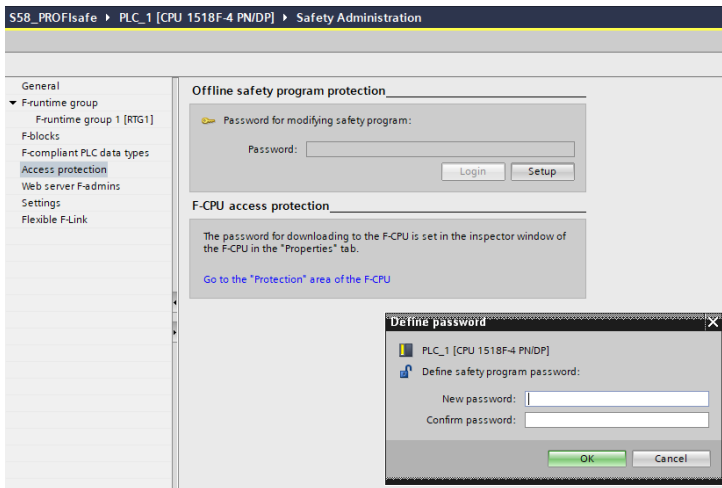 S58_PROFIsafe ▸ PLC_1 [CPU 1518F-4 PN/DP] ▸ Safety Administration
General
F-runtime group
F-runtime group 1 [RTG1]
F-blocks
F-compliant PLC data types
Access protection
Web server F-admins
Settings
Flexible F-Link
Offline safety program protection
Password for modifying safety program:
Password:
Login
Setup
F-CPU access protection
The password for downloading to the F-CPU is set in the inspector window of
the F-CPU in the "Properties" tab.
Go to the "Protection" area of the F-CPU
Define password
PLC_1 [CPU 1518F-4 PN/DP]
Define safety program password:
New password:
Confirm password:
OK
Cancel